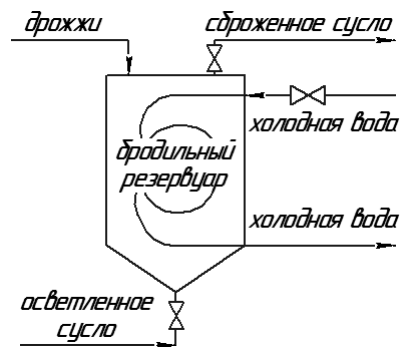 дрожжи
сброженное сусло
холодная вода
бродильный
резервуар
холодная вода
осветленное
сусло